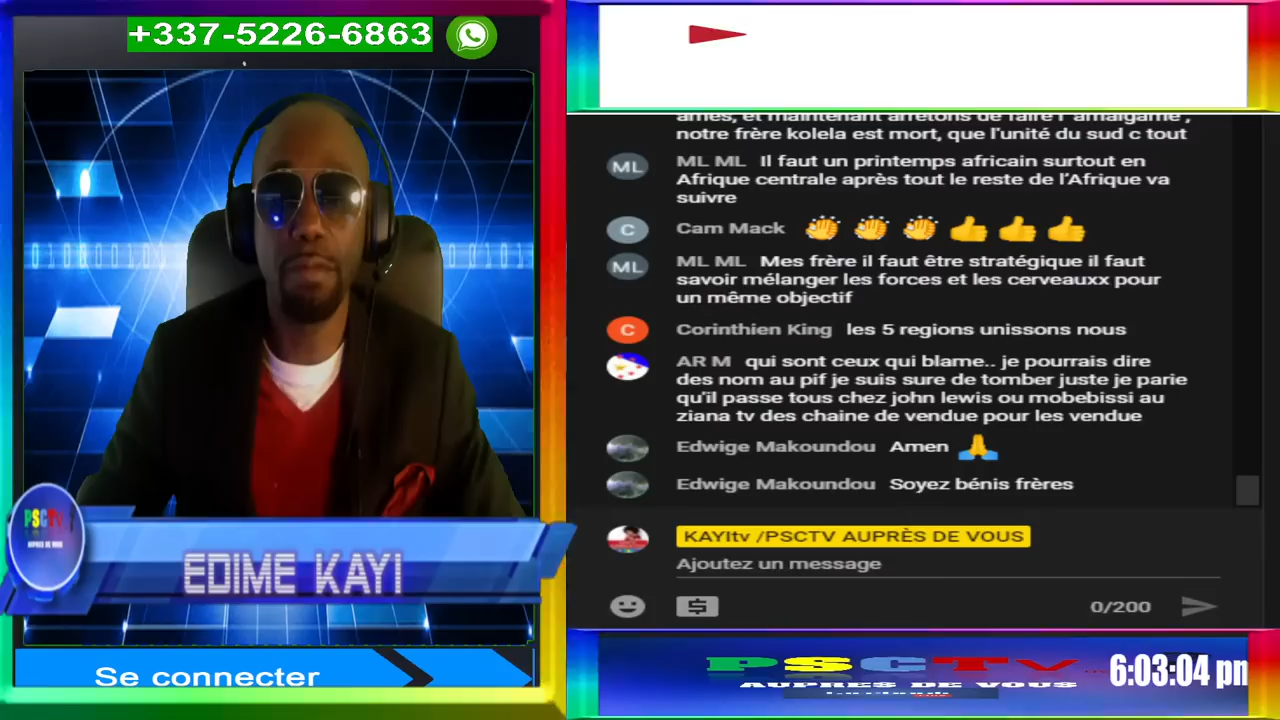 +337-5226-6863
EDIME KAYI
PSCTV
AUPRES DE VOUS
Se connecter
âmes, et maintenant arrêtons de faire l'amalgame ,
notre frère kolela est mort, que l'unité du sud c tout
ML
ML ML Il faut un printemps africain surtout en
Afrique centrale après tout le reste de l'Afrique va
suivre
C
Cam Mack 👏 👏 👏 👍 👍 👍
ML
ML ML Mes frère il faut être stratégique il faut
savoir mélanger les forces et les cerveauxx pour
un même objectif
C
Corinthien King les 5 regions unissons nous
AR M qui sont ceux qui blame.. je pourrais dire
des nom au pif je suis sure de tomber juste je parie
qu'il passe tous chez john lewis ou mobebissi au
ziana tv des chaine de vendue pour les vendue
Edwige Makoundou Amen 🙏
Edwige Makoundou Soyez bénis frères
KAYItv /PSCTV AUPRÈS DE VOUS
Ajoutez un message
0/200
PSCTv
AUPRES DE VOUS
6:03:04 pm